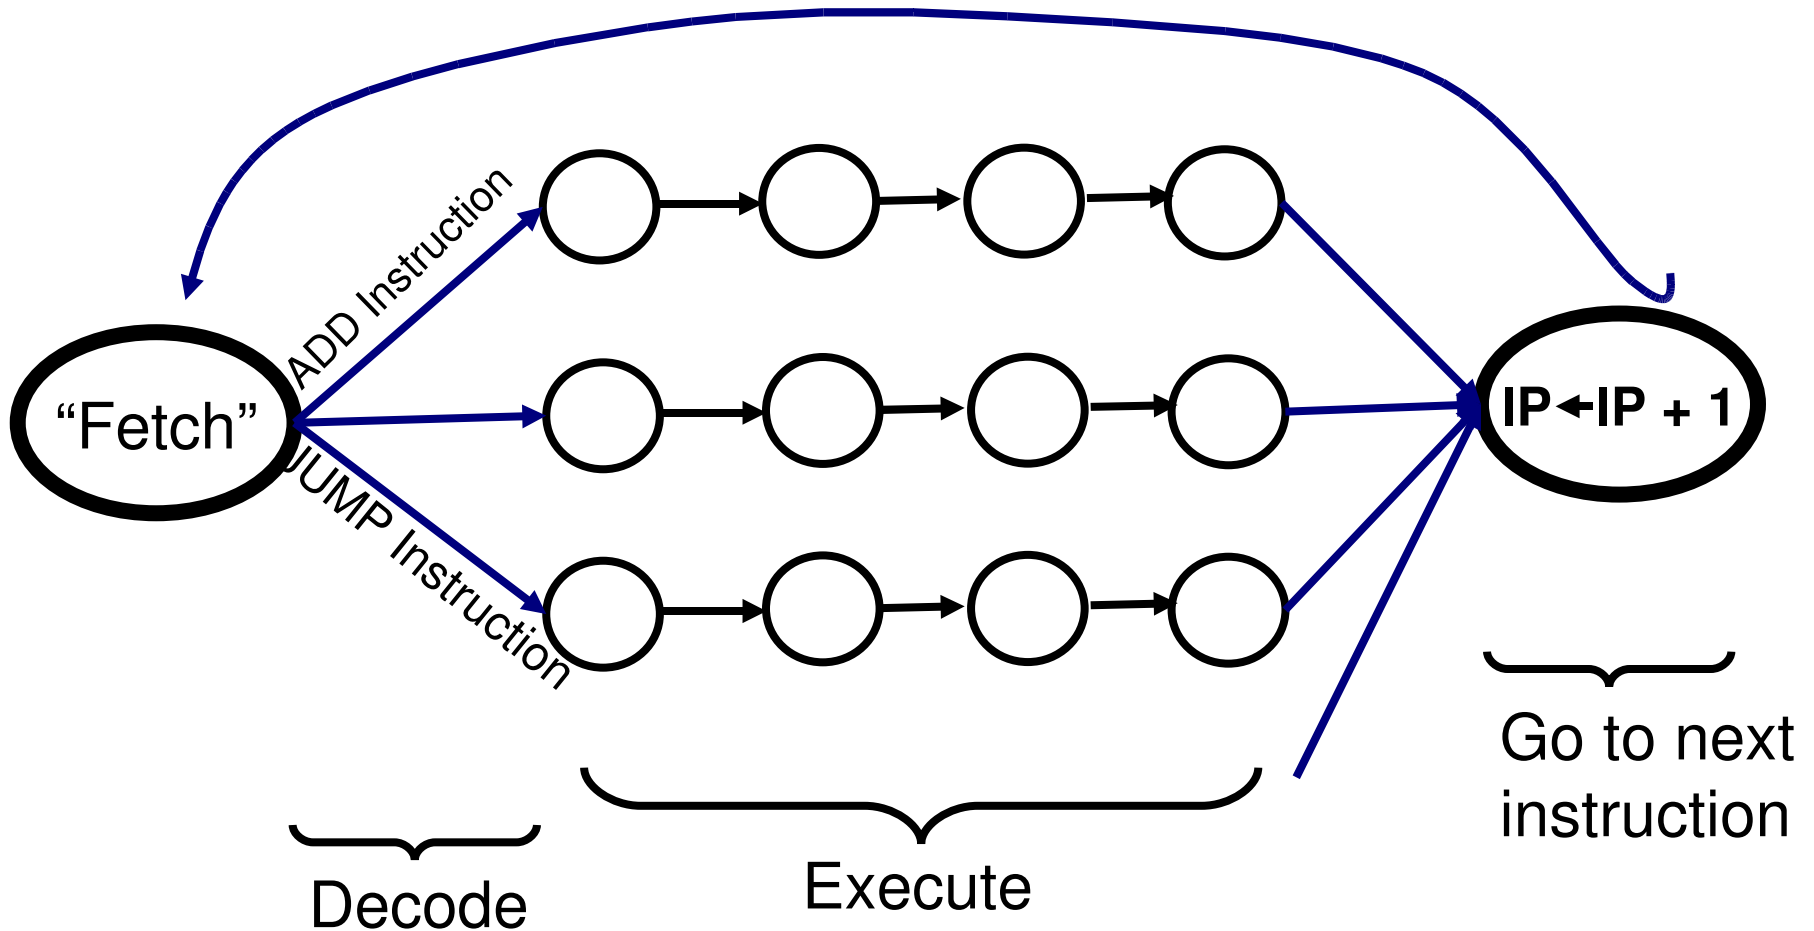 ADD Instruction
“Fetch”
IP←IP + 1
JUMP Instruction
Go to next
instruction
Execute
Decode